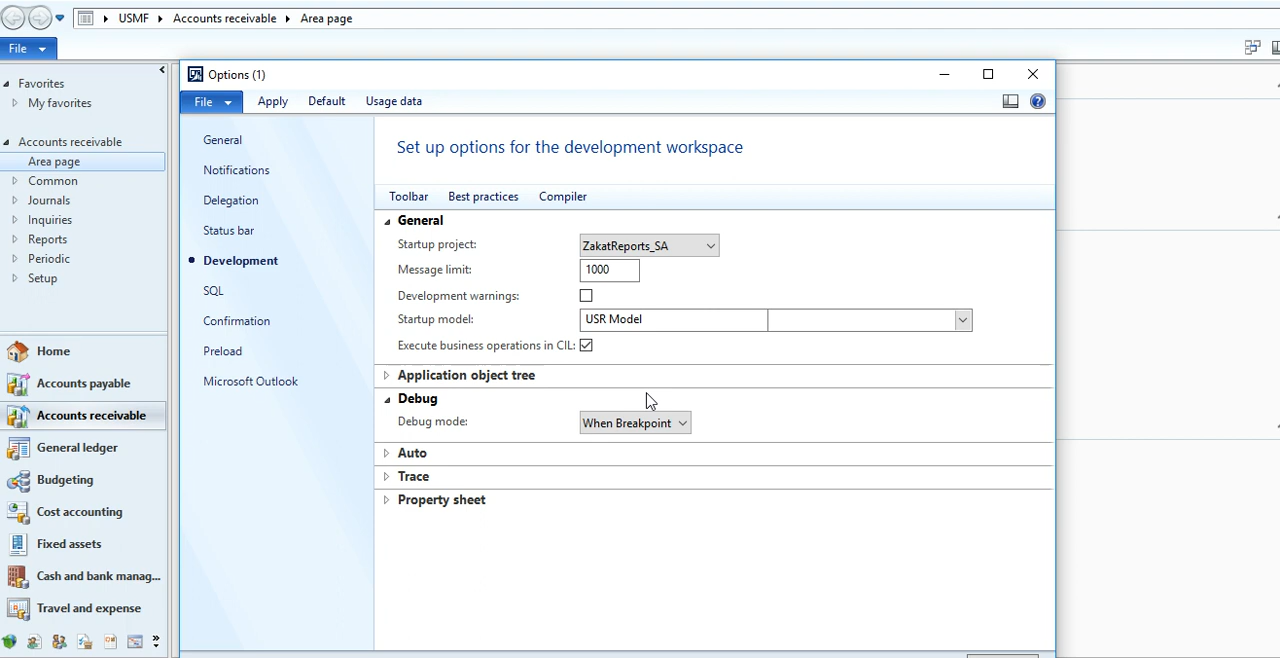 USMF Accounts receivable Area page
File
Favorites
My favorites
Accounts receivable
Area page
Common
Journals
Inquiries
Reports
Periodic
Setup
Home
Accounts payable
Accounts receivable
General ledger
Budgeting
Cost accounting
Fixed assets
Cash and bank manag...
Travel and expense
Options (1)
File Apply Default Usage data
General
Notifications
Delegation
Status bar
Development
SQL
Confirmation
Preload
Microsoft Outlook
Set up options for the development workspace
Toolbar Best practices Compiler
General
Startup project: ZakatReports_SA
Message limit: 1000
Development warnings:
Startup model: USR Model
Execute business operations in CIL:
Application object tree
Debug
Debug mode: When Breakpoint
Auto
Trace
Property sheet